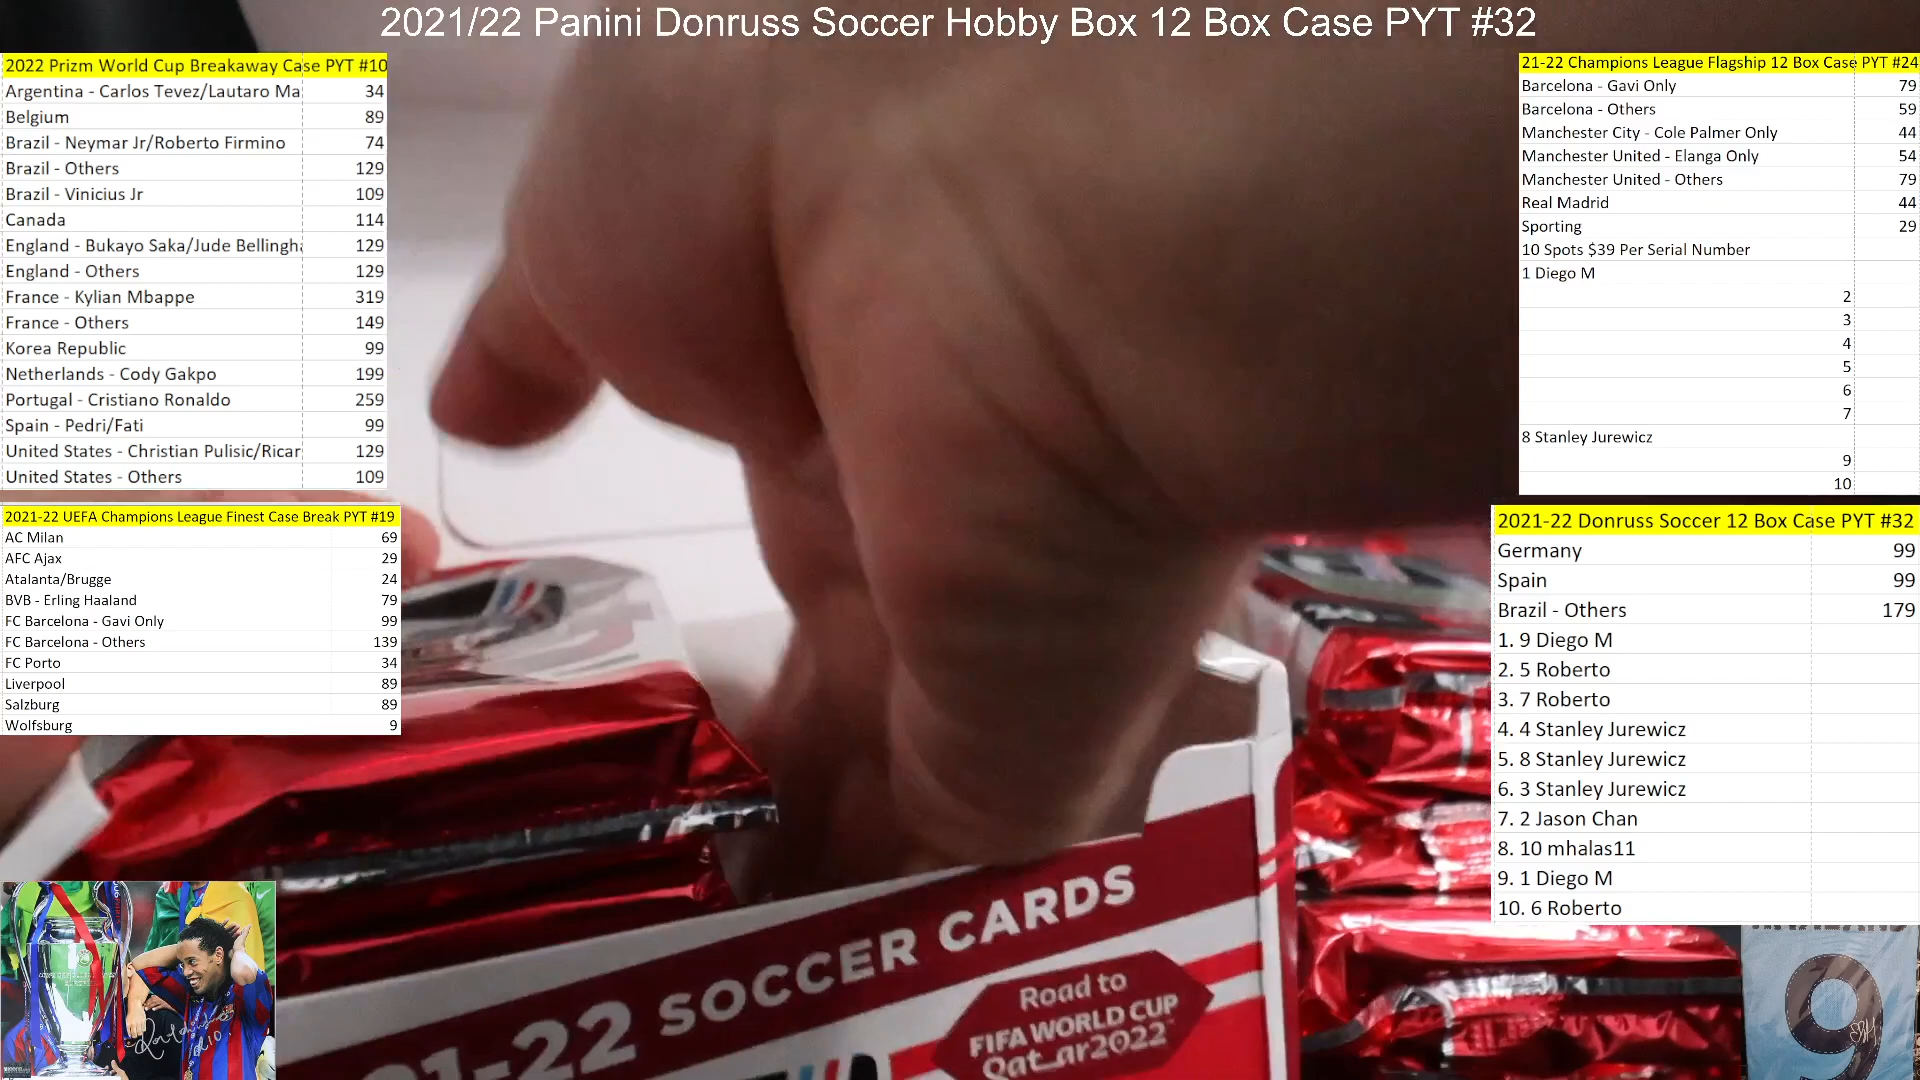 2021/22 Panini Donruss Soccer Hobby Box 12 Box Case PYT #32
2022 Prizm World Cup Breakaway Case PYT #10
Argentina - Carlos Tevez/Lautaro Ma 34
Belgium 89
Brazil - Neymar Jr/Roberto Firmino 74
Brazil - Others 129
Brazil - Vinicius Jr 109
Canada 114
England - Bukayo Saka/Jude Bellingha 129
England - Others 129
France - Kylian Mbappe 319
France - Others 149
Korea Republic 99
Netherlands - Cody Gakpo 199
Portugal - Cristiano Ronaldo 259
Spain - Pedri/Fati 99
United States - Christian Pulisic/Ricar 129
United States - Others 109
2021-22 UEFA Champions League Finest Case Break PYT #19
AC Milan 69
AFC Ajax 29
Atalanta/Brugge 24
BVB - Erling Haaland 79
FC Barcelona - Gavi Only 99
FC Barcelona - Others 139
FC Porto 34
Liverpool 89
Salzburg 89
Wolfsburg 9
21-22 Champions League Flagship 12 Box Case PYT #24
Barcelona - Gavi Only 79
Barcelona - Others 59
Manchester City - Cole Palmer Only 44
Manchester United - Elanga Only 54
Manchester United - Others 79
Real Madrid 44
Sporting 29
10 Spots $39 Per Serial Number
1 Diego M
2
3
4
5
6
7
8 Stanley Jurewicz
9
10
2021-22 Donruss Soccer 12 Box Case PYT #32
Germany 99
Spain 99
Brazil - Others 179
1. 9 Diego M
2. 5 Roberto
3. 7 Roberto
4. 4 Stanley Jurewicz
5. 8 Stanley Jurewicz
6. 3 Stanley Jurewicz
7. 2 Jason Chan
8. 10 mhalas11
9. 1 Diego M
10. 6 Roberto
21-22 SOCCER CARDS
Road to
FIFA WORLD CUP
Qatar2022
9